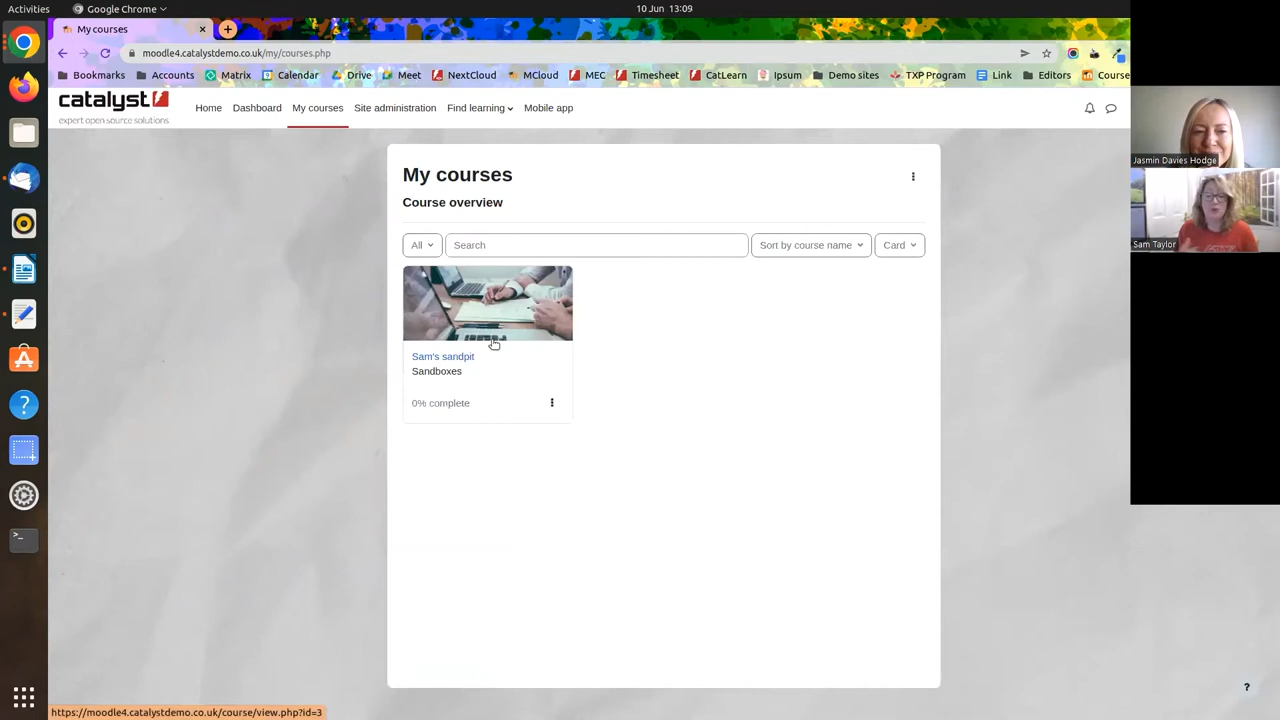 Activities
Google Chrome
10 Jun 13:09
My courses
moodle4.catalystdemo.co.uk/my/courses.php
Bookmarks Accounts Matrix Calendar Drive Meet NextCloud MCloud MEC Timesheet CatLearn Ipsum Demo sites TXP Program Link Editors Course
catalyst
expert open source solutions
Home Dashboard My courses Site administration Find learning Mobile app
My courses
Course overview
All Search Sort by course name Card
Sam's sandpit
Sandboxes
0% complete
Jasmin Davies Hodge
Sam Taylor
?
https://moodle4.catalystdemo.co.uk/course/view.php?id=3